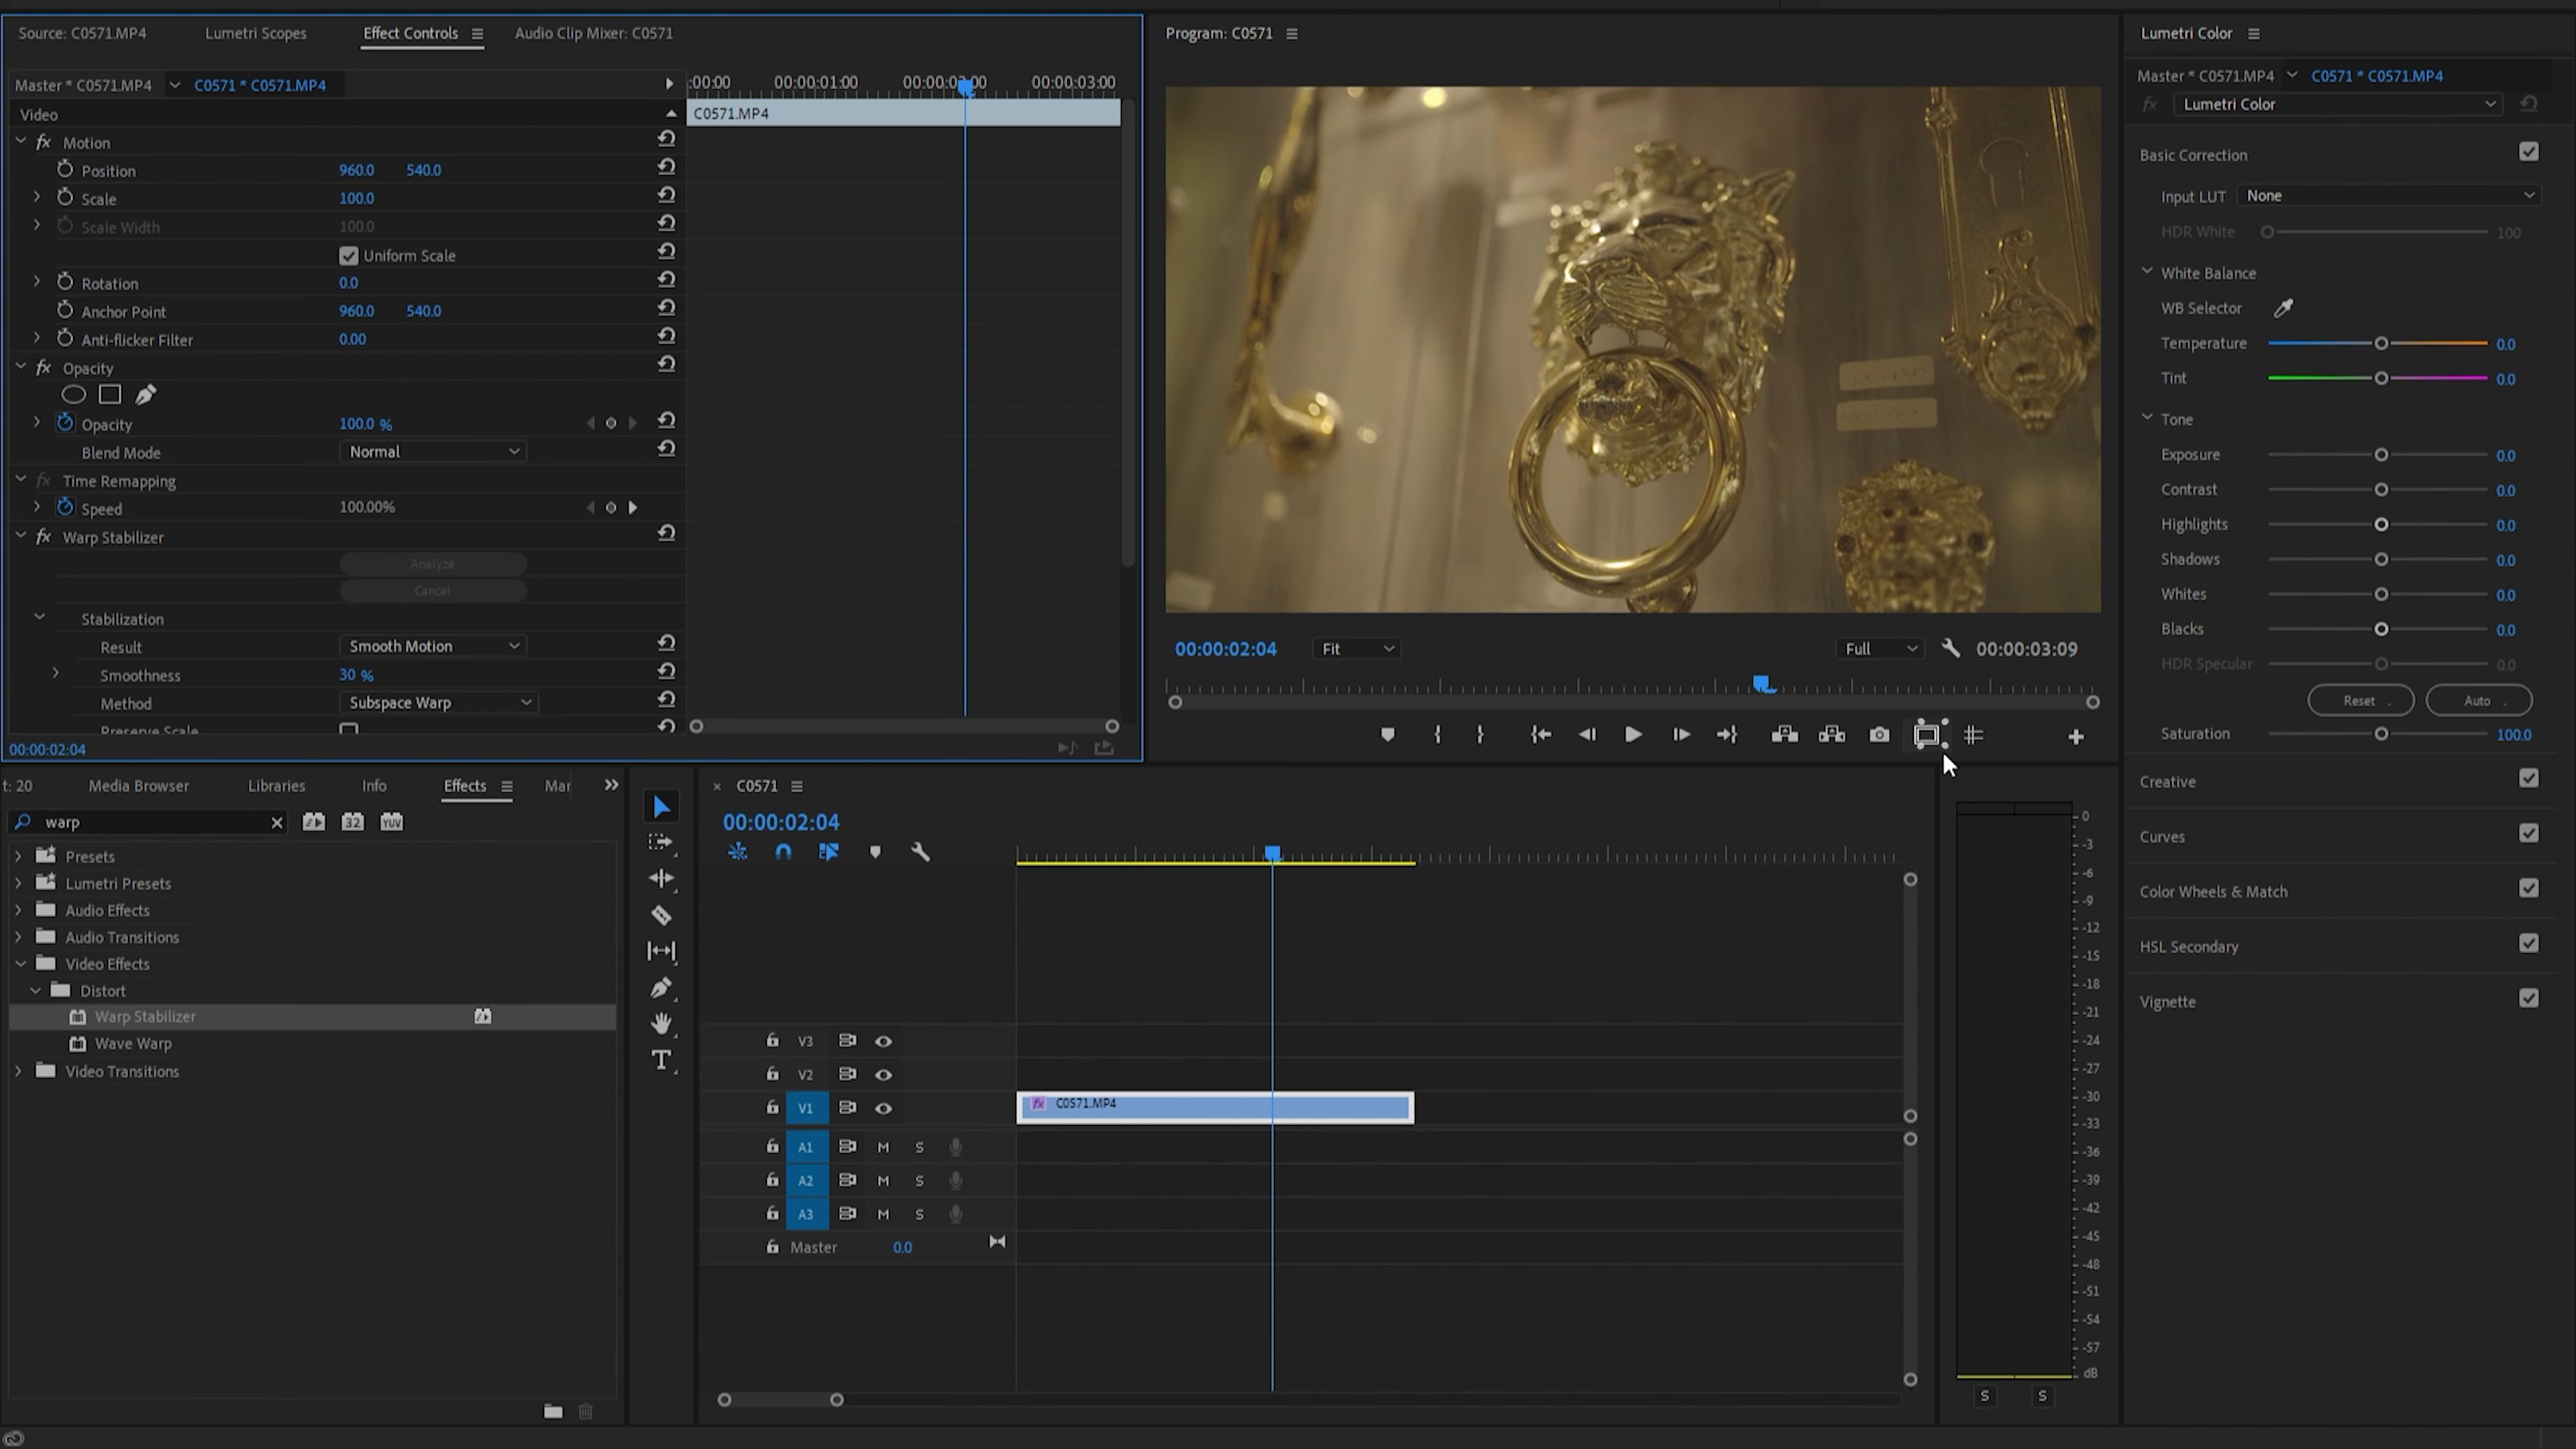 Source: C0571.MP4 Lumetri Scopes Effect Controls Audio Clip Mixer: C0571
Master * C0571.MP4 C0571 * C0571.MP4
:00:00 00:00:01:00 00:00:02:00 00:00:03:00
Video
C0571.MP4
fx Motion
Position 960.0 540.0
Scale 100.0
Scale Width 100.0
Uniform Scale
Rotation 0.0
Anchor Point 960.0 540.0
Anti-flicker Filter 0.00
fx Opacity
Opacity 100.0 %
Blend Mode Normal
fx Time Remapping
Speed 100.00%
fx Warp Stabilizer
Analyze
Cancel
Stabilization
Result Smooth Motion
Smoothness 30 %
Method Subspace Warp
Preserve Scale
00:00:02:04
Program: C0571
00:00:02:04 Fit Full 00:00:03:09
Lumetri Color
Master * C0571.MP4 C0571 * C0571.MP4
fx Lumetri Color
Basic Correction
Input LUT None
HDR White 100
White Balance
WB Selector
Temperature 0.0
Tint 0.0
Tone
Exposure 0.0
Contrast 0.0
Highlights 0.0
Shadows 0.0
Whites 0.0
Blacks 0.0
HDR Specular 0.0
Reset Auto
Saturation 100.0
Creative
Curves
Color Wheels & Match
HSL Secondary
Vignette
t: 20 Media Browser Libraries Info Effects Mar
warp 32 YUV
Presets
Lumetri Presets
Audio Effects
Audio Transitions
Video Effects
Distort
Warp Stabilizer
Wave Warp
Video Transitions
T
× C0571
00:00:02:04
V3
V2
V1 fx C0571.MP4
A1 M S
A2 M S
A3 M S
Master 0.0
0
-3
-6
-9
-12
-15
-18
-21
-24
-27
-30
-33
-36
-39
-42
-45
-48
-51
-54
-57
dB
S S